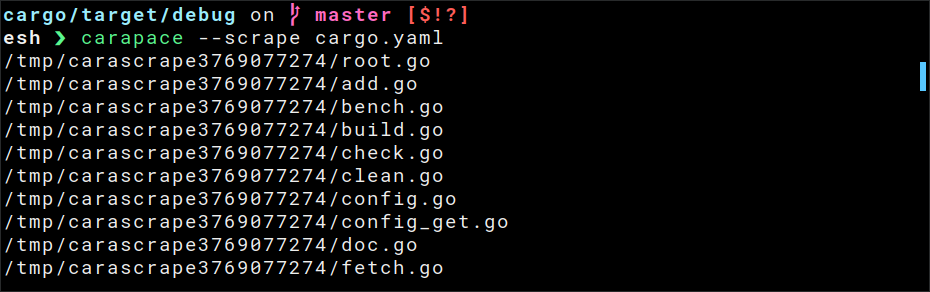 cargo/target/debug on  master [$!?]
esh ❯ carapace --scrape cargo.yaml
/tmp/carascrape3769077274/root.go
/tmp/carascrape3769077274/add.go
/tmp/carascrape3769077274/bench.go
/tmp/carascrape3769077274/build.go
/tmp/carascrape3769077274/check.go
/tmp/carascrape3769077274/clean.go
/tmp/carascrape3769077274/config.go
/tmp/carascrape3769077274/config_get.go
/tmp/carascrape3769077274/doc.go
/tmp/carascrape3769077274/fetch.go